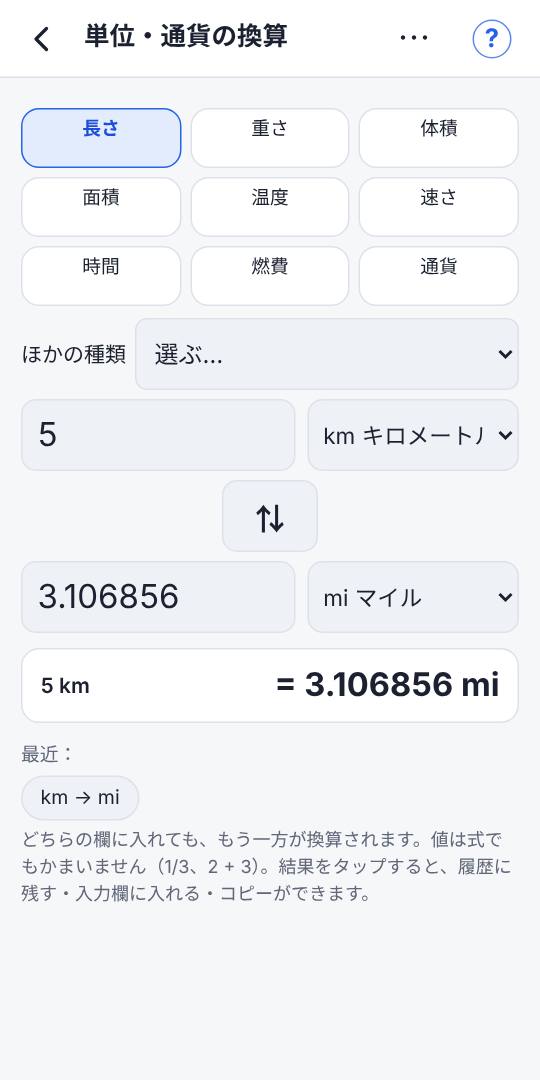 単位・通貨の換算
?
長さ
重さ
体積
面積
温度
速さ
時間
燃費
通貨
ほかの種類
選ぶ...
5
km キロメートル
3.106856
mi マイル
5 km
= 3.106856 mi
最近：
km → mi
どちらの欄に入れても、もう一方が換算されます。値は式で
もかまいません（1/3、2 + 3）。結果をタップすると、履歴に
残す・入力欄に入れる・コピーができます。